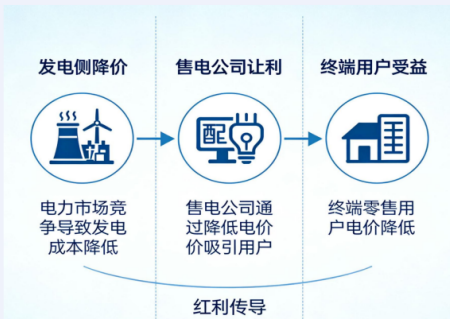 发电侧降价
售电公司让利
终端用户受益
配
电力市场竞
争导致发电
成本降低
售电公司通
过降低电价
价吸引用户
终端零售用
户电价降低
红利传导